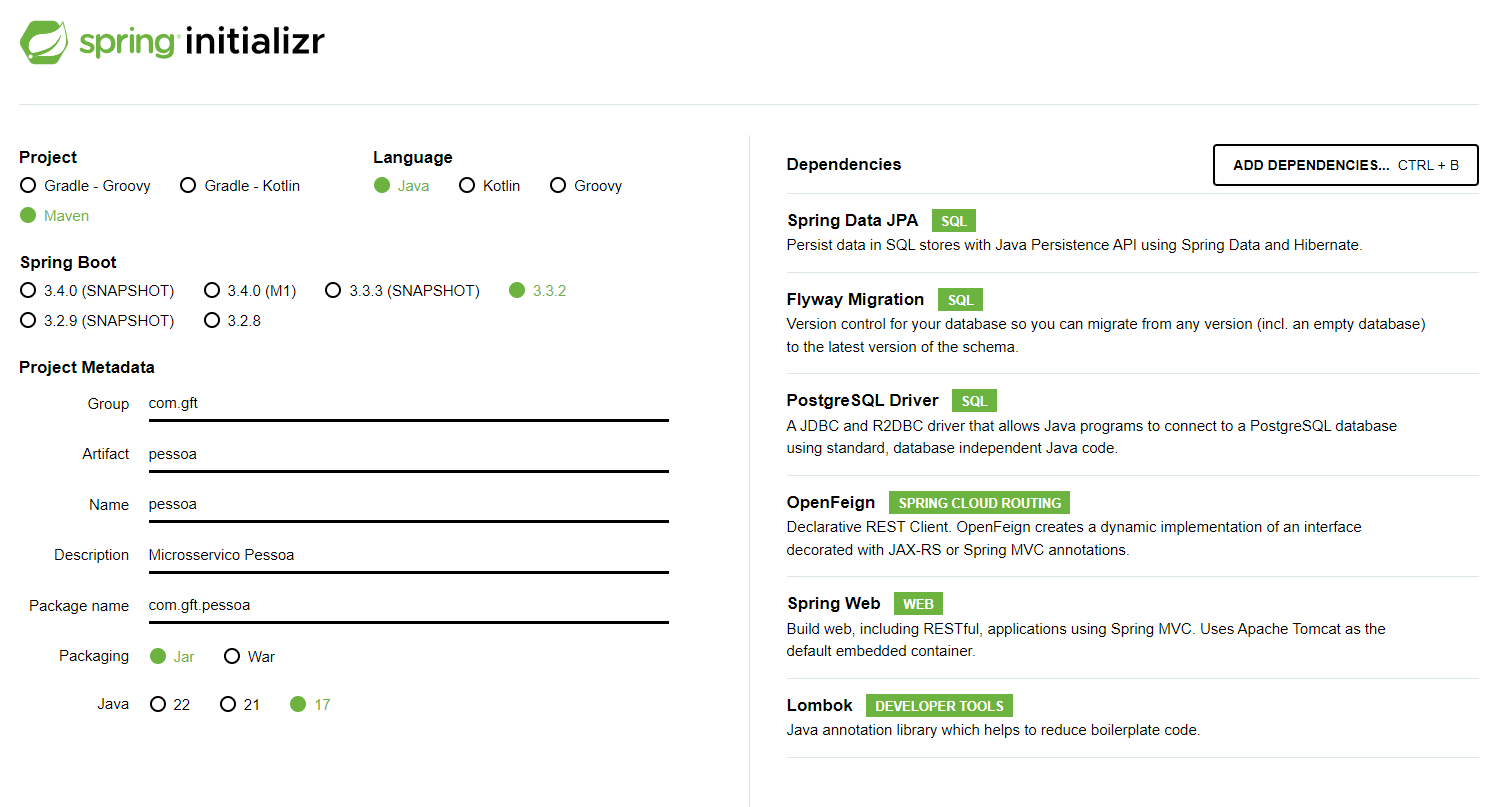 spring initializr
Project
Gradle - Groovy Gradle - Kotlin
Maven
Language
Java Kotlin Groovy
Spring Boot
3.4.0 (SNAPSHOT) 3.4.0 (M1) 3.3.3 (SNAPSHOT) 3.3.2
3.2.9 (SNAPSHOT) 3.2.8
Project Metadata
Group com.gft
Artifact pessoa
Name pessoa
Description Microsservico Pessoa
Package name com.gft.pessoa
Packaging Jar War
Java 22 21 17
Dependencies
ADD DEPENDENCIES... CTRL + B
Spring Data JPA SQL
Persist data in SQL stores with Java Persistence API using Spring Data and Hibernate.
Flyway Migration SQL
Version control for your database so you can migrate from any version (incl. an empty database)
to the latest version of the schema.
PostgreSQL Driver SQL
A JDBC and R2DBC driver that allows Java programs to connect to a PostgreSQL database
using standard, database independent Java code.
OpenFeign SPRING CLOUD ROUTING
Declarative REST Client. OpenFeign creates a dynamic implementation of an interface
decorated with JAX-RS or Spring MVC annotations.
Spring Web WEB
Build web, including RESTful, applications using Spring MVC. Uses Apache Tomcat as the
default embedded container.
Lombok DEVELOPER TOOLS
Java annotation library which helps to reduce boilerplate code.